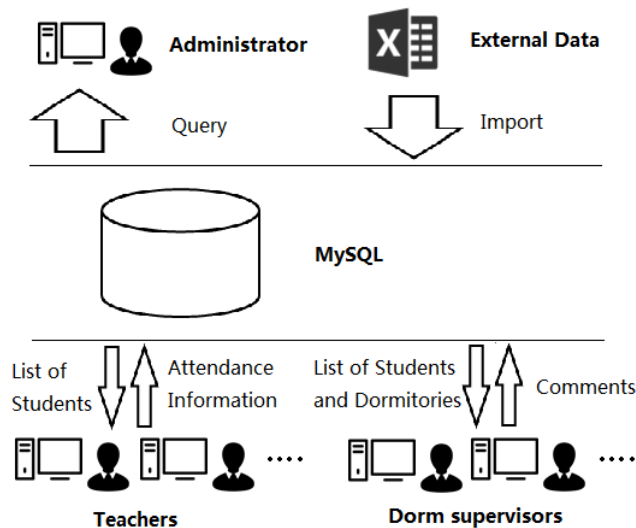 Administrator
External Data
X
Query
Import
MySQL
List of
Students
Attendance
Information
List of Students
and Dormitories
Comments
Teachers
Dorm supervisors